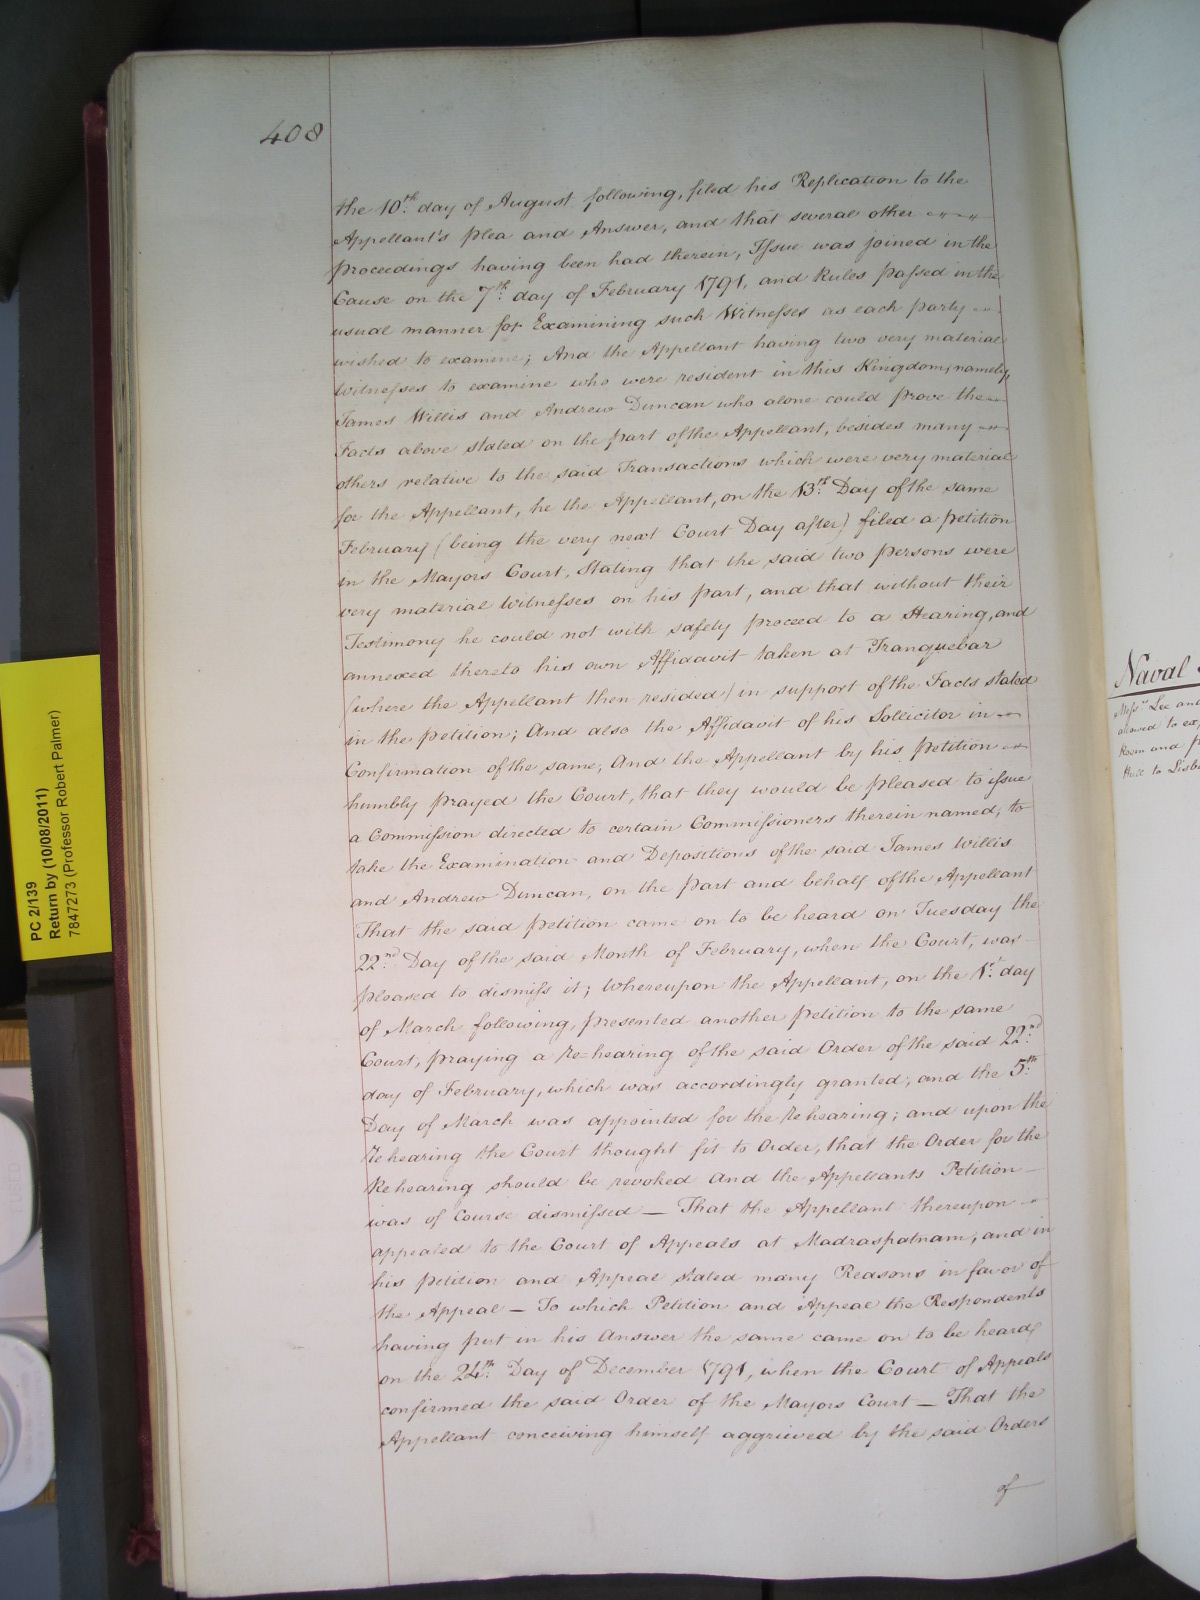 408
the 10th. day of August following, filed his Replication to the
Appellant's plea and Answer, and that several other
proceedings having been had therein, Issue was joined in the
Cause on the 7th. day of February 1791, and Rules passed in the
usual manner for Examining such Witnesses as each party
wished to examine; And the Appellant having two very material
Witnesses to examine who were resident in this Kingdom, namely,
James Willis and Andrew Duncan who alone could prove the
Facts above stated on the part of the Appellant, besides many
others relative to the said Transactions which were very material
for the Appellant, he the Appellant, on the 13th. Day of the same
February (being the very next Court Day after) filed a petition
in the Mayors Court, Stating that the said two persons were
very material Witnesses on his part, and that without their
Testimony he could not with safety proceed to a Hearing, and
annexed thereto his own Affidavit taken at Tranquebar
(where the Appellant then resided) in support of the Facts stated
in the petition; And also the Affidavit of his Sollicitor in
Confirmation of the same; And the Appellant by his petition
humbly prayed the Court, that they would be pleased to issue
a Commission directed to certain Commissioners therein named, to
take the Examination and Depositions of the said James Willis
and Andrew Duncan, on the part and behalf of the Appellant
That the said petition came on to be heard on Tuesday the
22nd. Day of the said Month of February, when the Court, was
pleased to dismiss it; Whereupon the Appellant, on the 1st. day
of March following, presented another petition to the same
Court, praying a Re=hearing of the said Order of the said 22nd.
day of February, which was accordingly granted, and the 5th.
Day of March was appointed for the Rehearing; and upon the
Rehearing the Court thought fit to Order, that the Order for the
Rehearing should be revoked And the Appellants Petition
was of Course dismissed — That the Appellant thereupon
appealed to the Court of Appeals at Madraspatnam, and in
his petition and Appeal stated many Reasons in favor of
the Appeal — To which Petition and Appeal the Respondents
having put in his Answer the same came on to be heard
on the 24th. Day of December 1791, when the Court of Appeals
confirmed the said Order of the Mayors Court — That the
Appellant conceiving himself aggrieved by the said Orders
of
PC 2/139
Return by (10/08/2011)
7847273 (Professor Robert Palmer)
Naval
Messrs. Lee and
allowed to ex
Room and
there to Lisb